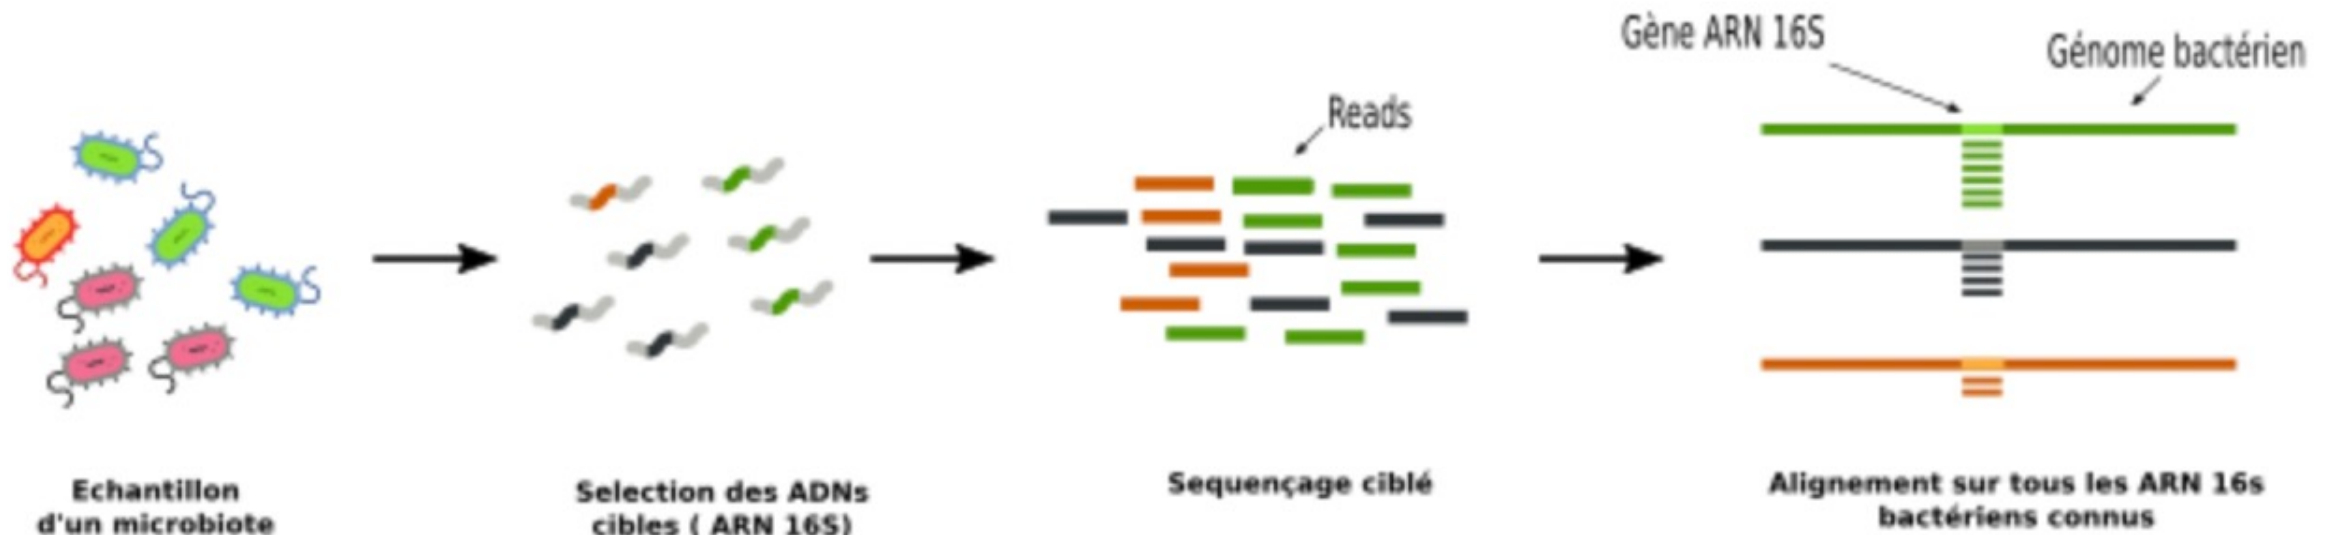 Gène ARN 16S
Génome bactérien
Reads
Echantillon
d'un microbiote
Selection des ADNs
cibles ( ARN 16S)
Sequençage ciblé
Alignement sur tous les ARN 16s
bactériens connus